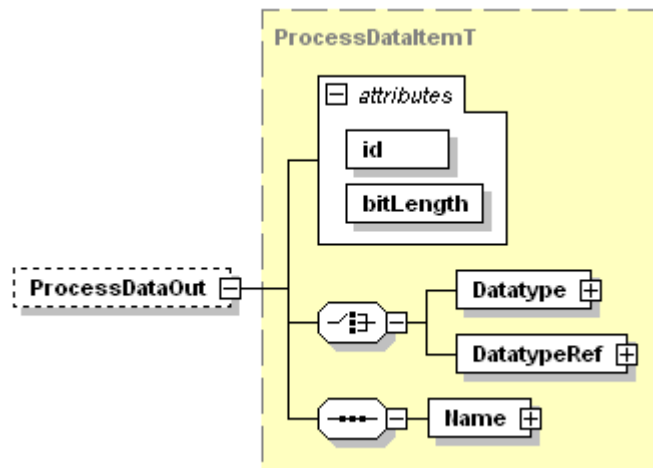 ProcessDataItemT
attributes
id
bitLength
ProcessDataOut
Datatype
DatatypeRef
Name